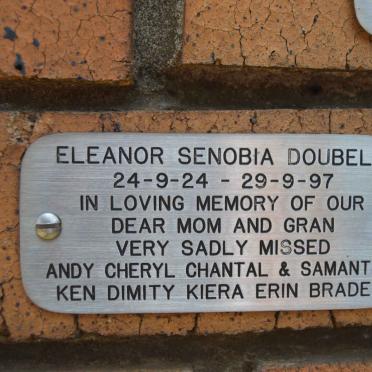 ELEANOR SENOBIA DOUBEL
24-9-24 - 29-9-97
IN LOVING MEMORY OF OUR
DEAR MOM AND GRAN
VERY SADLY MISSED
ANDY CHERYL CHANTAL & SAMANT
KEN DIMITY KIERA ERIN BRADE